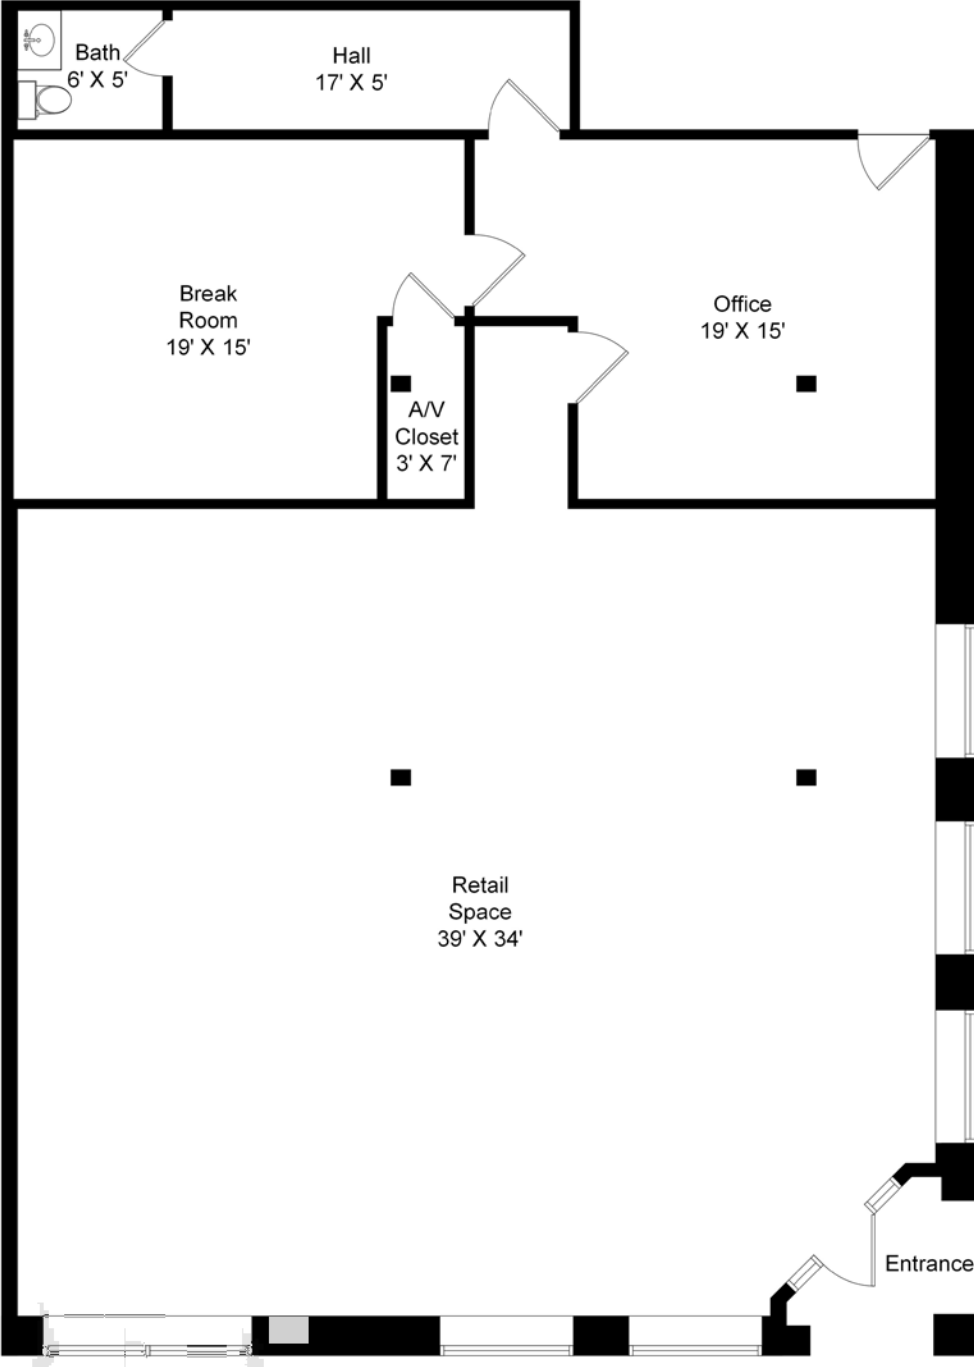 Bath
6' X 5'
Hall
17' X 5'
Break
Room
19' X 15'
Office
19' X 15'
A/V
Closet
3' X 7'
Retail
Space
39' X 34'
Entrance